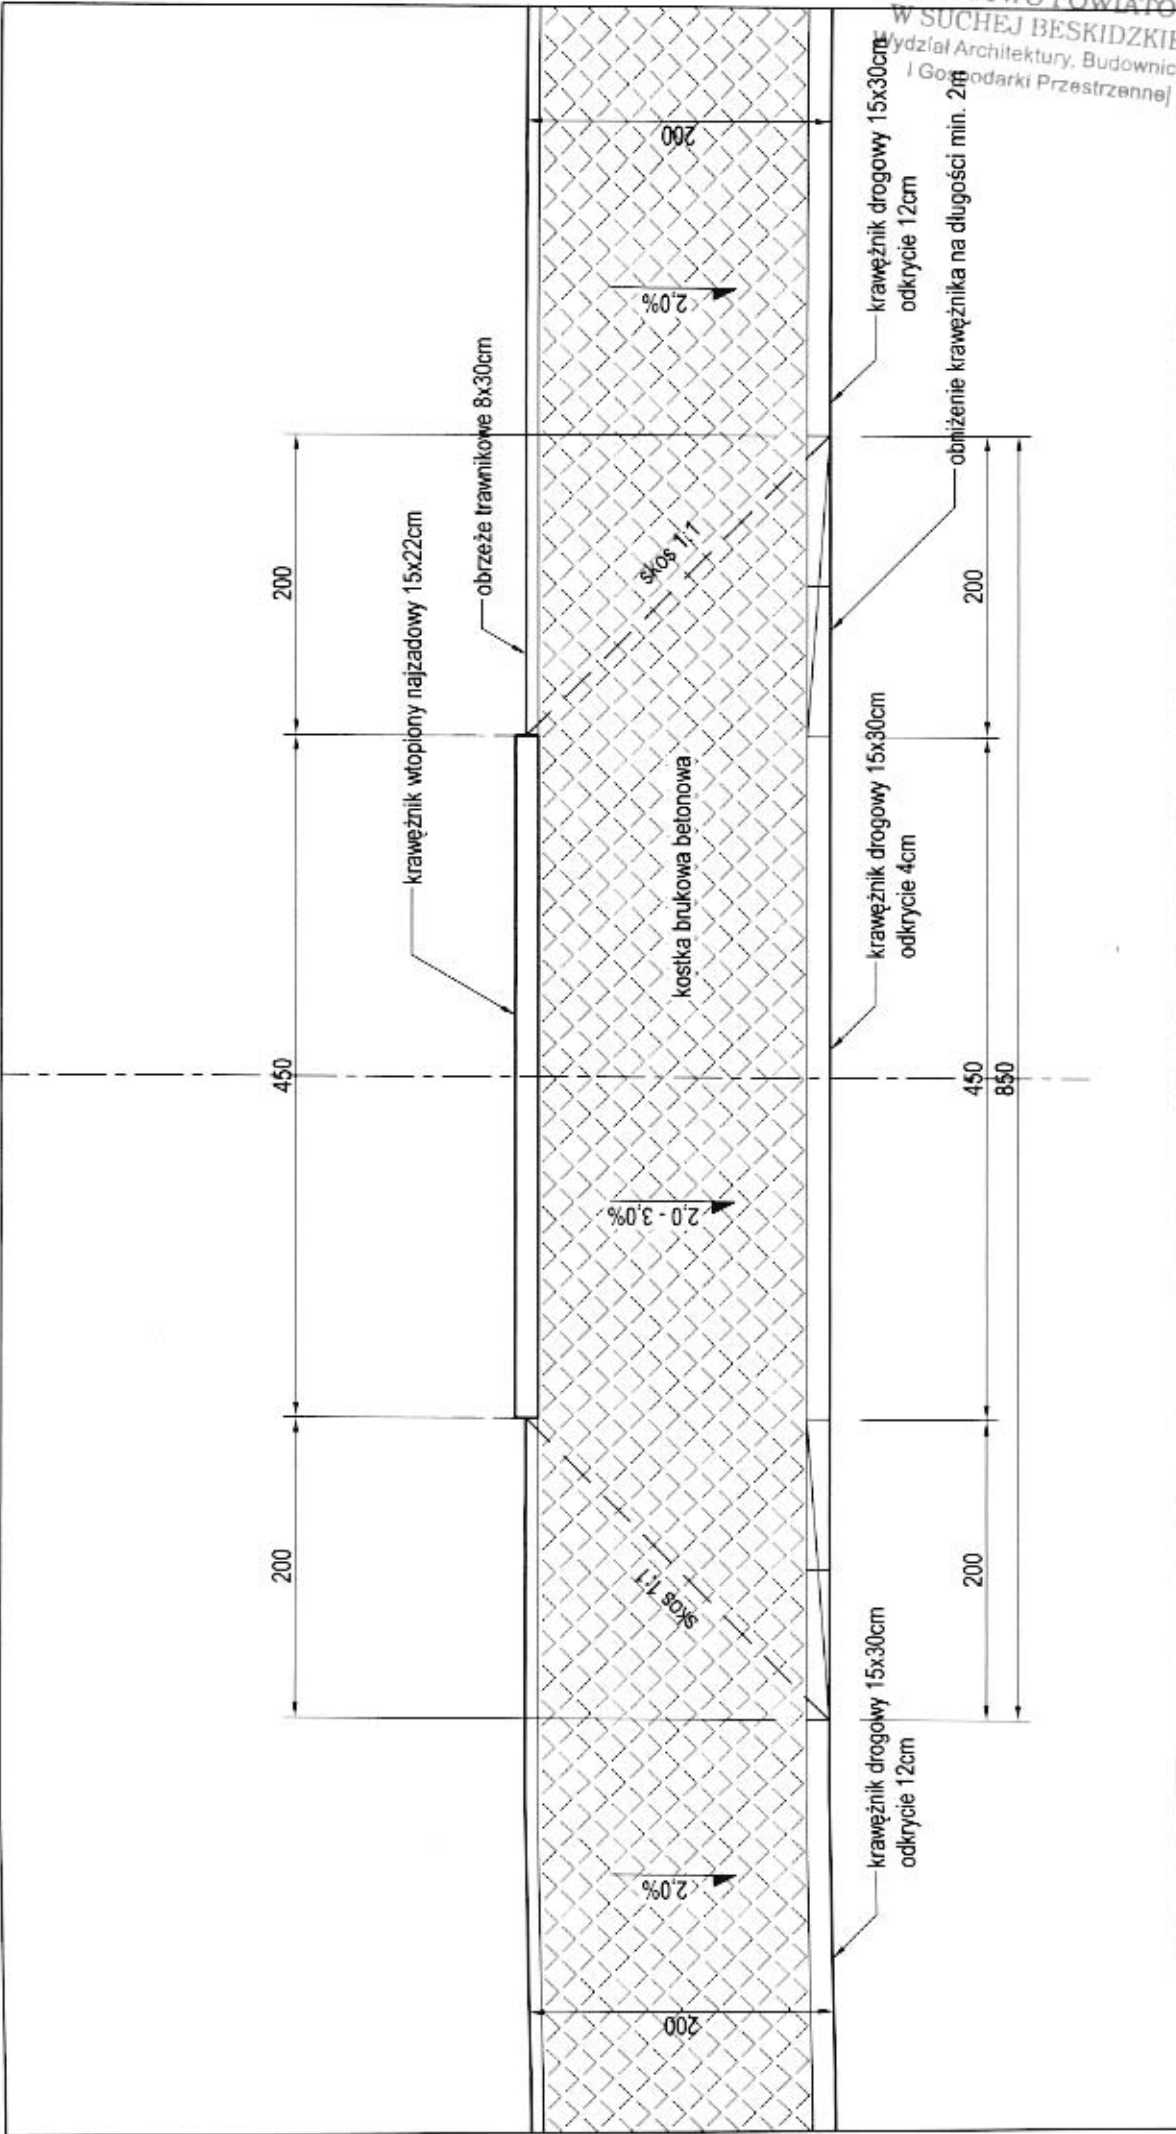 W SUCHEJ BESKIDZKIE
Wydział Architektury, Budownic
i Gospodarki Przestrzennej
200
450
200
krawężnik wtopiony najzadowy 15x22cm
obrzeże trawnikowe 8x30cm
200
2,0%
skos 1:1
2,0 - 3,0%
kostka brukowa betonowa
skos 1:1
2,0%
200
krawężnik drogowy 15x30cm
odkrycie 12cm
krawężnik drogowy 15x30cm
odkrycie 4cm
krawężnik drogowy 15x30cm
odkrycie 12cm
obniżenie krawężnika na długości min. 2m
200
450
200
850